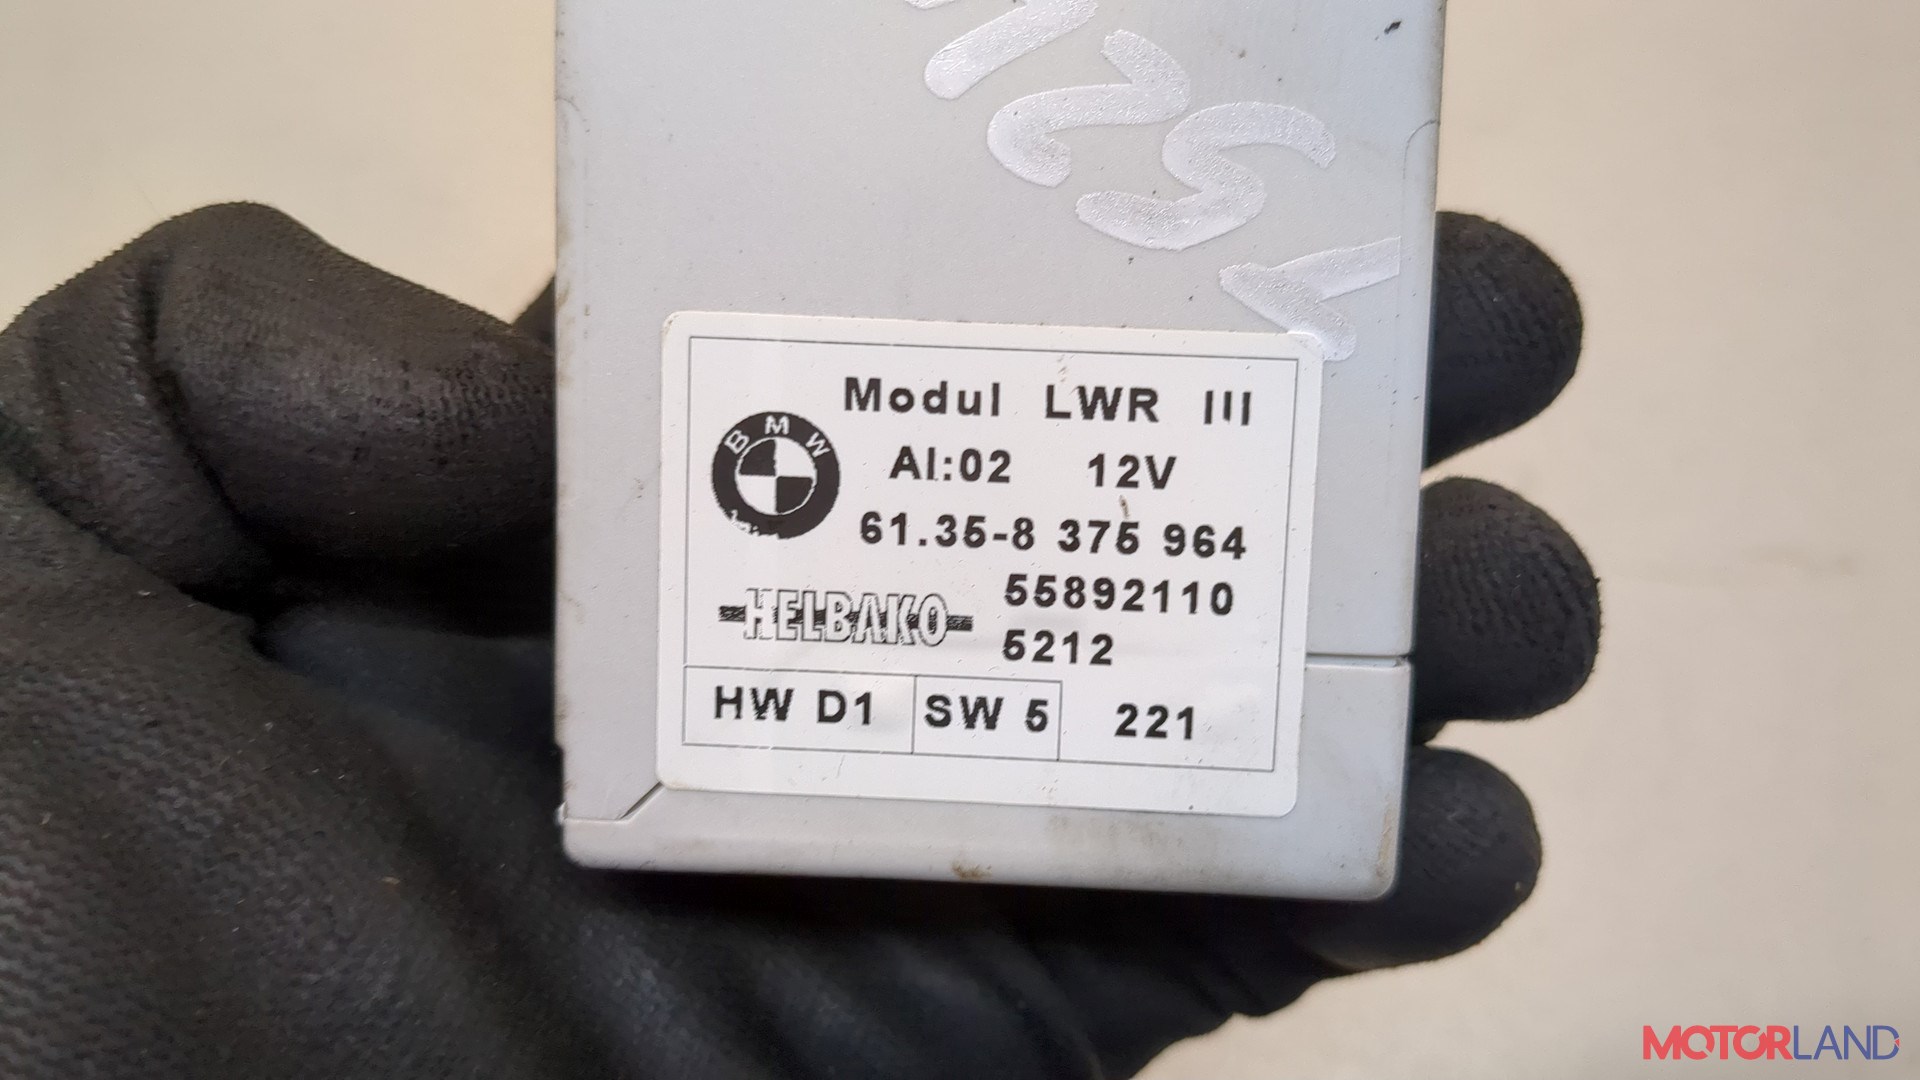 Modul LWR III
BMW
AI:02 12V
61.35-8 375 964
HELBAKO
55892110
5212
HW D1
SW 5
221
MOTORLAND